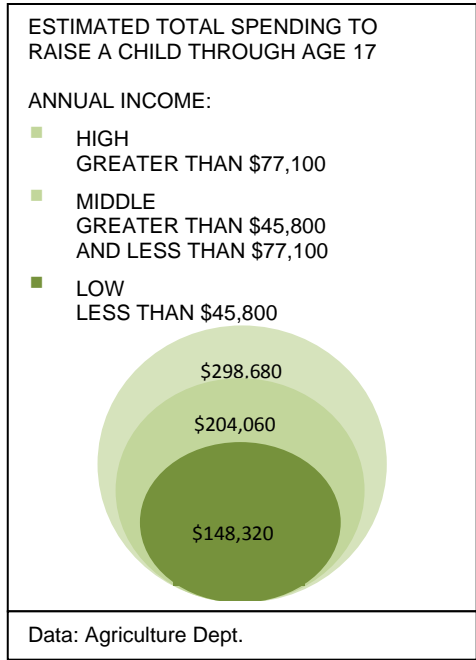 ESTIMATED TOTAL SPENDING TO
RAISE A CHILD THROUGH AGE 17
ANNUAL INCOME:
HIGH
GREATER THAN $77,100
MIDDLE
GREATER THAN $45,800
AND LESS THAN $77,100
LOW
LESS THAN $45,800
$298.680
$204,060
$148,320
Data: Agriculture Dept.